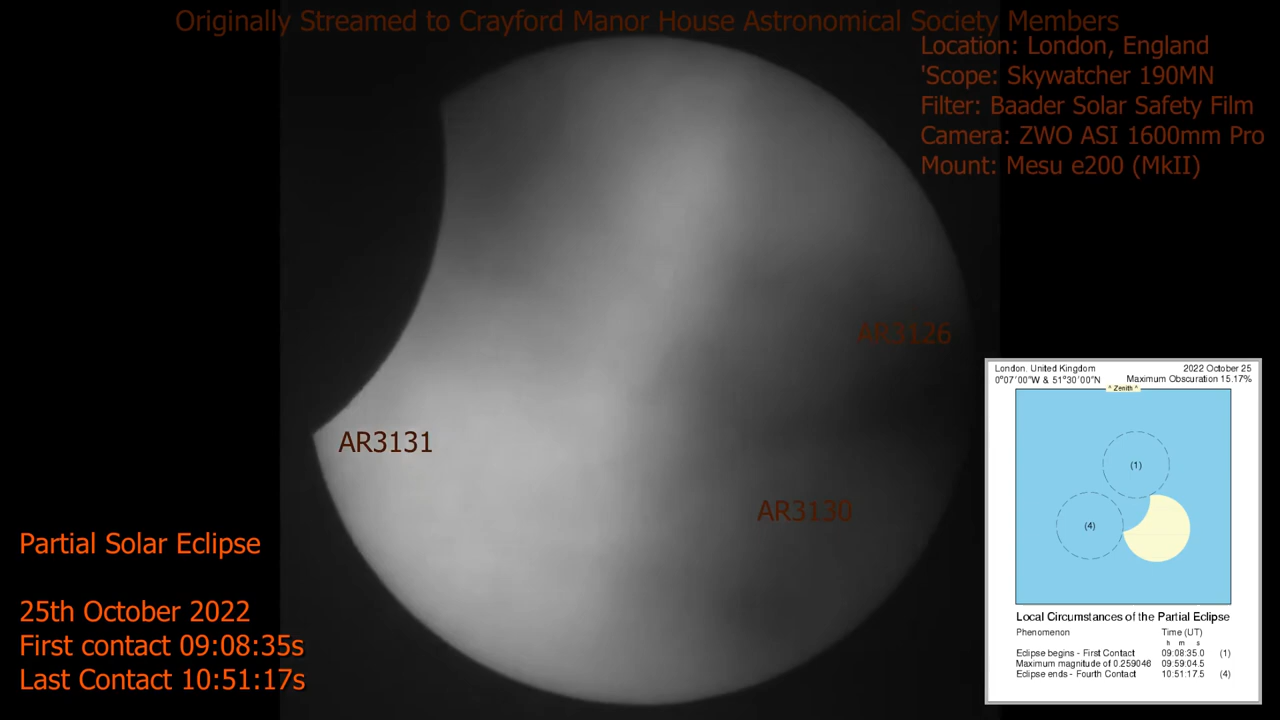 Originally Streamed to Crayford Manor House Astronomical Society Members
Location: London, England
'Scope: Skywatcher 190MN
Filter: Baader Solar Safety Film
Camera: ZWO ASI 1600mm Pro
Mount: Mesu e200 (MkII)
AR3126
AR3131
AR3130
Partial Solar Eclipse
25th October 2022
First contact 09:08:35s
Last Contact 10:51:17s
London, United Kingdom 2022 October 25
0°07'00"W & 51°30'00"N Maximum Obscuration 15.17%
^ Zenith ^
(1)
(4)
Local Circumstances of the Partial Eclipse
Phenomenon Time (UT)
h m s
Eclipse begins - First Contact 09:08:35.0 (1)
Maximum magnitude of 0.259046 09:59:04.5
Eclipse ends - Fourth Contact 10:51:17.5 (4)